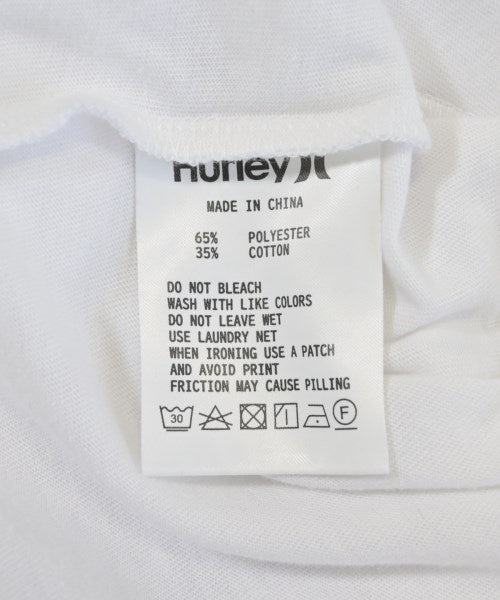 Hurley
MADE IN CHINA
65% POLYESTER
35% COTTON
DO NOT BLEACH
WASH WITH LIKE COLORS
DO NOT LEAVE WET
USE LAUNDRY NET
WHEN IRONING USE A PATCH
AND AVOID PRINT
FRICTION MAY CAUSE PILLING
30 F